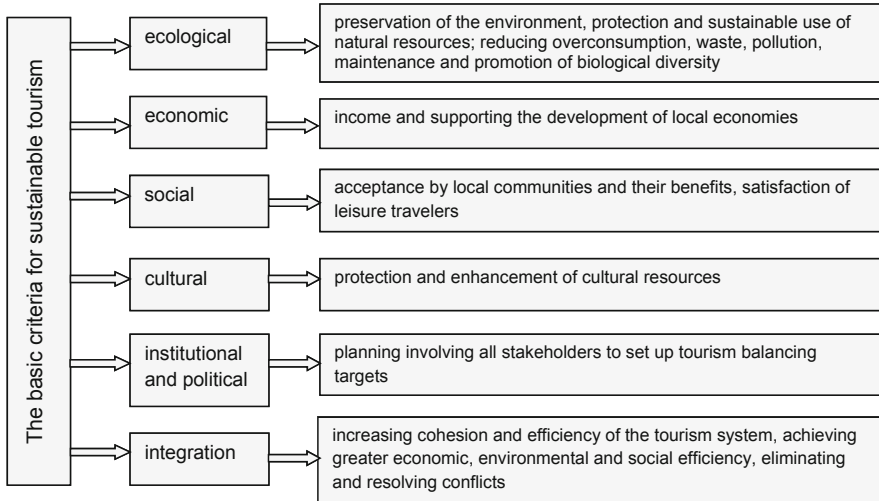 The basic criteria for sustainable tourism
ecological
preservation of the environment, protection and sustainable use of
natural resources; reducing overconsumption, waste, pollution,
maintenance and promotion of biological diversity
economic
income and supporting the development of local economies
social
acceptance by local communities and their benefits, satisfaction of
leisure travelers
cultural
protection and enhancement of cultural resources
institutional
and political
planning involving all stakeholders to set up tourism balancing
targets
integration
increasing cohesion and efficiency of the tourism system, achieving
greater economic, environmental and social efficiency, eliminating
and resolving conflicts